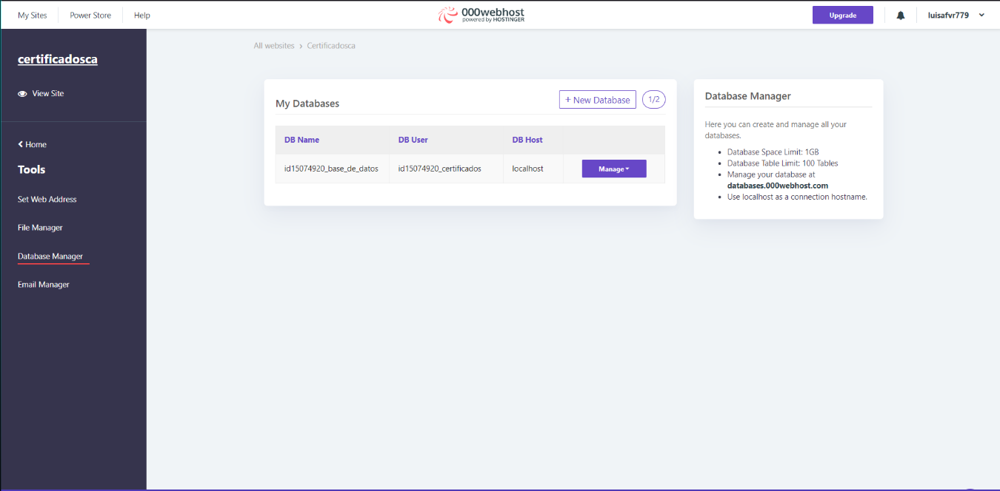 My Sites
Power Store
Help
000webhost
powered by HOSTINGER
Upgrade
luisafvr779
certificadosca
View Site
Home
Tools
Set Web Address
File Manager
Database Manager
Email Manager
All websites › Certificadosca
My Databases
+ New Database
1/2
DB Name DB User DB Host
id15074920_base_de_datos id15074920_certificados localhost Manage
Database Manager
Here you can create and manage all your
databases.
• Database Space Limit: 1GB
• Database Table Limit: 100 Tables
• Manage your database at
databases.000webhost.com
• Use localhost as a connection hostname.